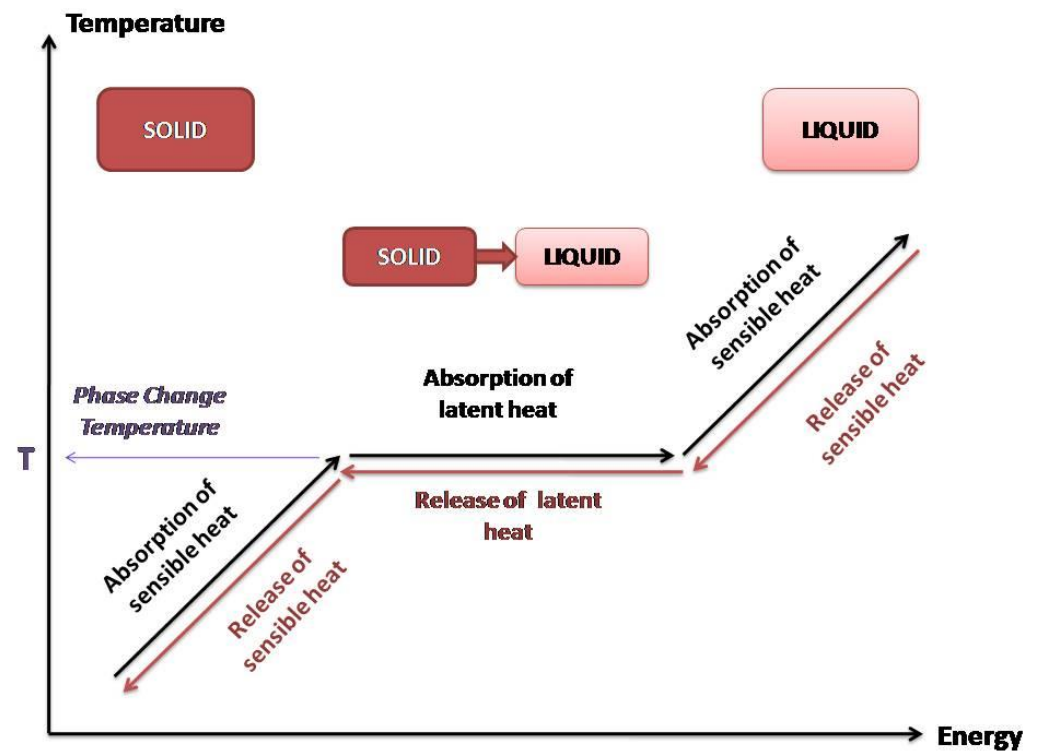 Temperature
SOLID
LIQUID
SOLID
LIQUID
Absorption of
sensible heat
Release of
sensible heat
Absorption of
latent heat
Phase Change
Temperature
T
Release of latent
heat
Absorption of
sensible heat
Release of
sensible heat
Energy